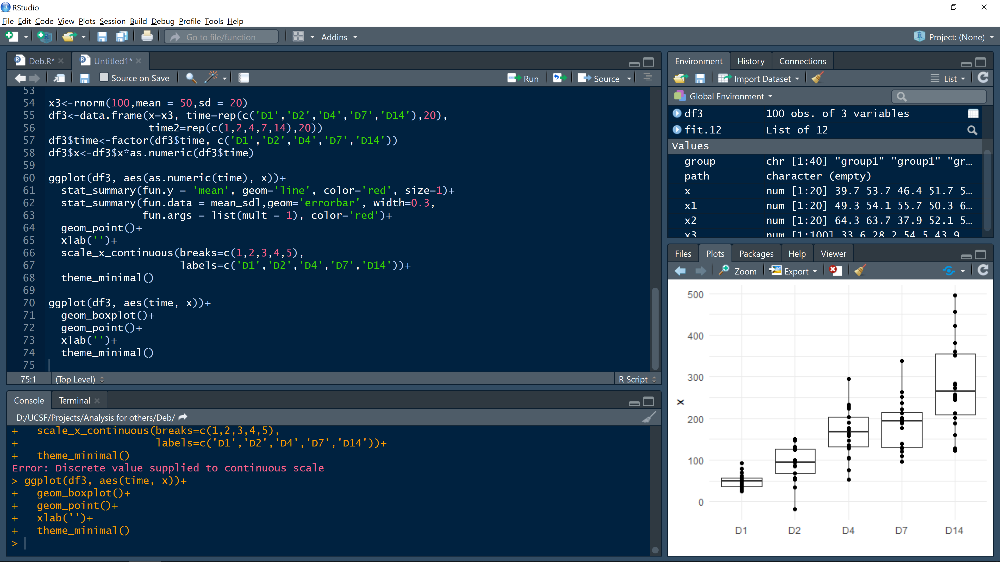 RStudio
File Edit Code View Plots Session Build Debug Profile Tools Help
Go to file/function
Addins
Project: (None)
Deb.R*
Untitled1*
Source on Save
Run
Source
53
54 x3<-rnorm(100,mean = 50,sd = 20)
55 df3<-data.frame(x=x3, time=rep(c('D1','D2','D4','D7','D14'),20),
56 time2=rep(c(1,2,4,7,14),20))
57 df3$time<-factor(df3$time, c('D1','D2','D4','D7','D14'))
58 df3$x<-df3$x*as.numeric(df3$time)
59
60 ggplot(df3, aes(as.numeric(time), x))+
61 stat_summary(fun.y = 'mean', geom='line', color='red', size=1)+
62 stat_summary(fun.data = mean_sdl,geom='errorbar', width=0.3,
63 fun.args = list(mult = 1), color='red')+
64 geom_point()+
65 xlab('')+
66 scale_x_continuous(breaks=c(1,2,3,4,5),
67 labels=c('D1','D2','D4','D7','D14'))+
68 theme_minimal()
69
70 ggplot(df3, aes(time, x))+
71 geom_boxplot()+
72 geom_point()+
73 xlab('')+
74 theme_minimal()
75
75:1 (Top Level) R Script
Console Terminal
D:/UCSF/Projects/Analysis for others/Deb/
+ scale_x_continuous(breaks=c(1,2,3,4,5),
+ labels=c('D1','D2','D4','D7','D14'))+
+ theme_minimal()
Error: Discrete value supplied to continuous scale
> ggplot(df3, aes(time, x))+
+ geom_boxplot()+
+ geom_point()+
+ xlab('')+
+ theme_minimal()
>
Environment History Connections
Import Dataset
List
Global Environment
df3 100 obs. of 3 variables
fit.12 List of 12
Values
group chr [1:40] "group1" "group1" "gr...
path character (empty)
x num [1:20] 39.7 53.7 46.4 51.7 5...
x1 num [1:20] 49.3 54.1 55.7 50.3 6...
x2 num [1:20] 64.3 63.7 37.9 52.1 5...
x3 num [1:100] 33.6 28.2 54.5 43.9
Files Plots Packages Help Viewer
Zoom Export
500
400
300
200
100
0
x
D1 D2 D4 D7 D14